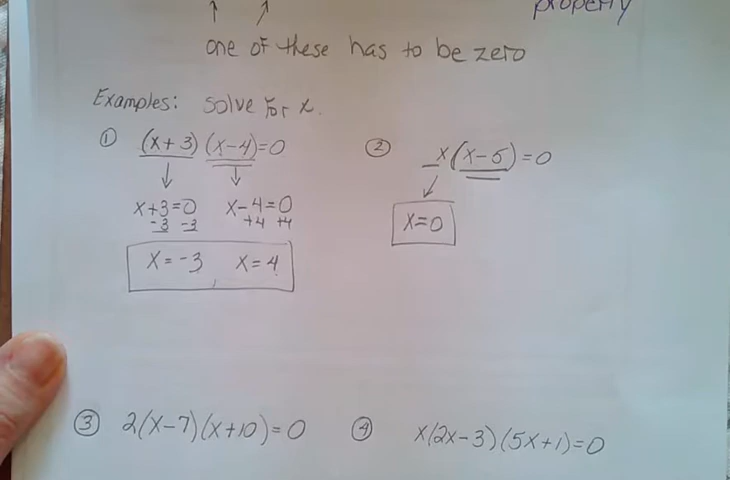 property
one of these has to be zero
Examples: solve for x.
① (x+3)(x-4)=0
x+3=0 x-4=0
-3 -3 +4 +4
x=-3, x=4
② x(x-5)=0
x=0
③ 2(x-7)(x+10)=0
④ x(2x-3)(5x+1)=0